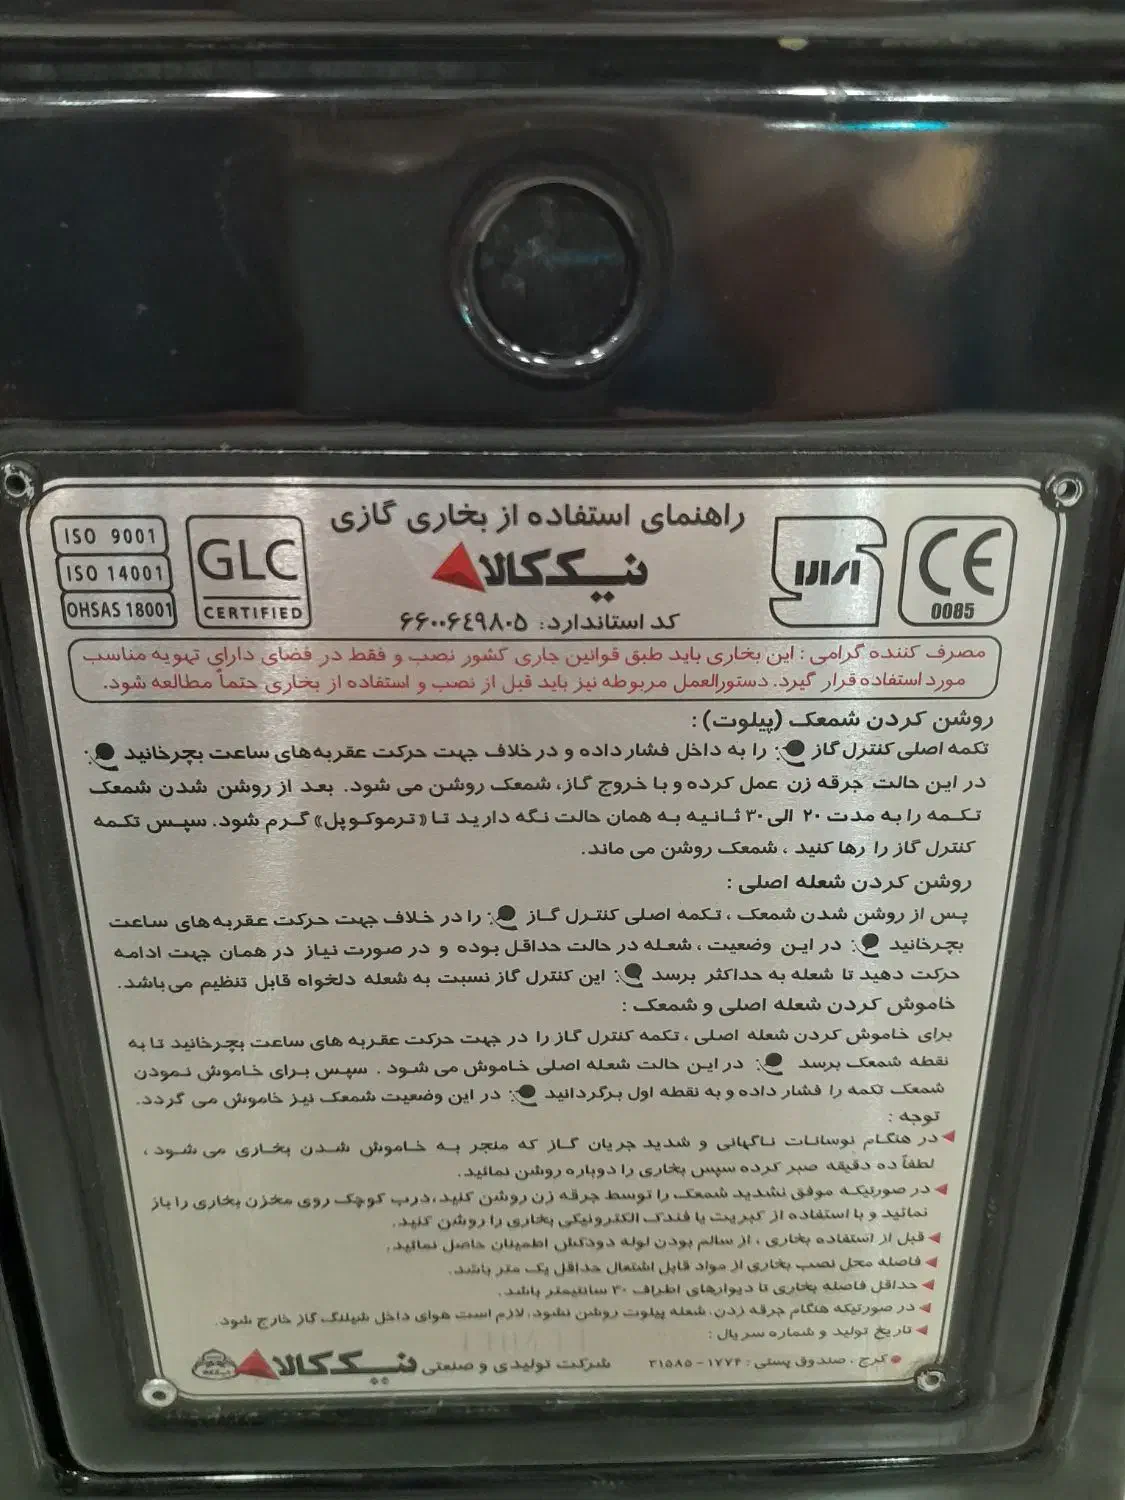 راهنمای استفاده از بخاری گازی
نیک کالا
کد استاندارد: ۶۶۰۰۶۴۹۸۰۵
ISO 9001
ISO 14001
OHSAS 18001
GLC
CERTIFIED
CE
0085
مصرف کننده گرامی : این بخاری باید طبق قوانین جاری کشور نصب و فقط در فضای دارای تهویه مناسب
مورد استفاده قرار گیرد. دستورالعمل مربوطه نیز باید قبل از نصب و استفاده از بخاری حتماً مطالعه شود.
روشن کردن شمعک (پیلوت) :
تکمه اصلی کنترل گاز را به داخل فشار داده و در خلاف جهت حرکت عقربه های ساعت بچرخانید
در این حالت جرقه زن عمل کرده و با خروج گاز، شمعک روشن می شود. بعد از روشن شدن شمعک
تکمه را به مدت ۲۰ الی ۳۰ ثانیه به همان حالت نگه دارید تا «ترموکوپل» گرم شود. سپس تکمه
کنترل گاز را رها کنید ، شمعک روشن می ماند.
روشن کردن شعله اصلی :
پس از روشن شدن شمعک ، تکمه اصلی کنترل گاز را در خلاف جهت حرکت عقربه های ساعت
بچرخانید در این وضعیت ، شعله در حالت حداقل بوده و در صورت نیاز در همان جهت ادامه
حرکت دهید تا شعله به حداکثر برسد این کنترل گاز نسبت به شعله دلخواه قابل تنظیم می باشد.
خاموش کردن شعله اصلی و شمعک :
برای خاموش کردن شعله اصلی ، تکمه کنترل گاز را در جهت حرکت عقربه های ساعت بچرخانید تا به
نقطه شمعک برسد در این حالت شعله اصلی خاموش می شود . سپس برای خاموش نمودن
شمعک تکمه را فشار داده و به نقطه اول برگردانید در این وضعیت شمعک نیز خاموش می گردد.
توجه :
در هنگام نوسانات ناگهانی و شدید جریان گاز که منجر به خاموش شدن بخاری می شود ،
لطفاً ده دقیقه صبر کرده سپس بخاری را دوباره روشن نمائید.
در صورتیکه موفق نشدید شمعک را توسط جرقه زن روشن کنید، درب کوچک روی مخزن بخاری را باز
نمائید و با استفاده از کبریت یا فندک الکترونیکی بخاری را روشن کنید.
قبل از استفاده بخاری ، از سالم بودن لوله دودکش اطمینان حاصل نمائید.
فاصله محل نصب بخاری از مواد قابل اشتعال حداقل یک متر باشد.
حداقل فاصله بخاری تا دیوارهای اطراف ۳۰ سانتیمتر باشد.
در صورتیکه هنگام جرقه زدن، شعله پیلوت روشن نشود، لازم است هوای داخل شیلنگ گاز خارج شود.
تاریخ تولید و شماره سریال :
کرج ، صندوق پستی : ۱۷۷۴ - ۳۱۵۸۵ شرکت تولیدی و صنعتی نیک کالا